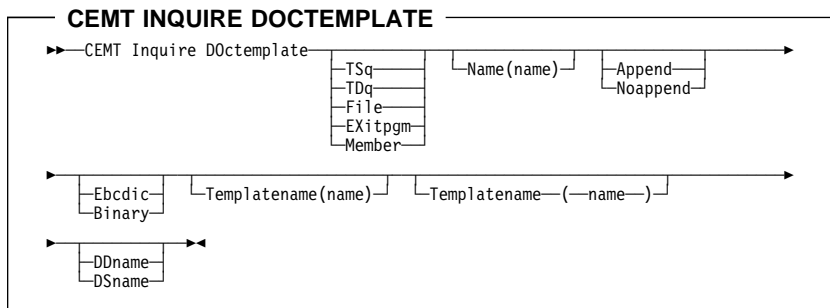 CEMT INQUIRE DOCTEMPLATE
CEMT Inquire DOctemplate
TSq
TDq
File
EXitpgm
Member
Name(name)
Append
Noappend
Ebcdic
Binary
Templatename(name)
Templatename ( name )
DDname
DSname